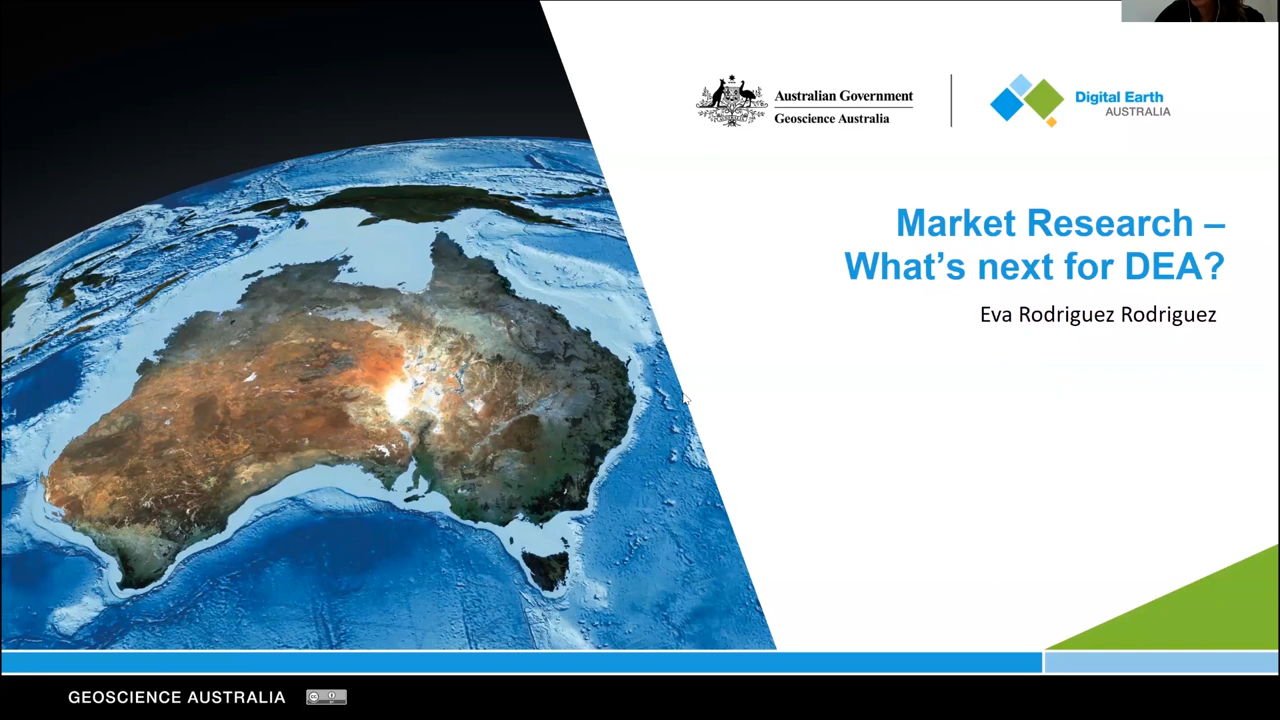 Australian Government
Geoscience Australia
Digital Earth
AUSTRALIA
Market Research –
What's next for DEA?
Eva Rodriguez Rodriguez
GEOSCIENCE AUSTRALIA